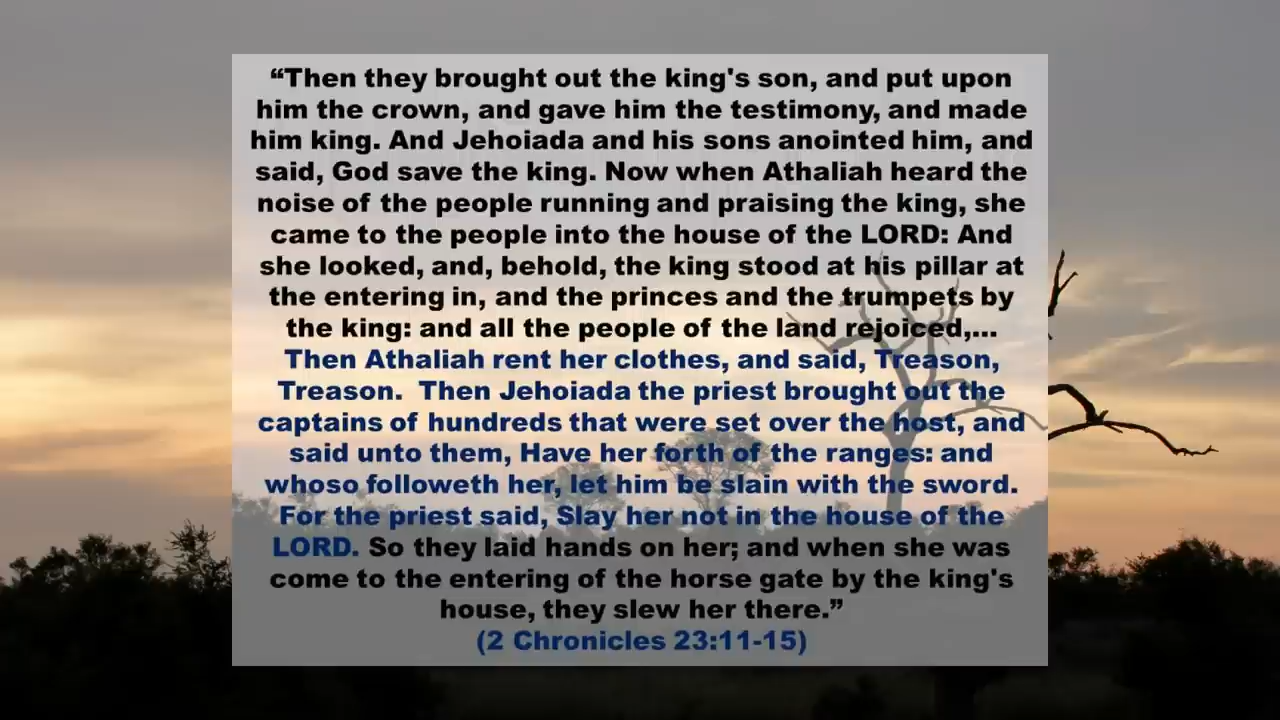 “Then they brought out the king's son, and put upon
him the crown, and gave him the testimony, and made
him king. And Jehoiada and his sons anointed him, and
said, God save the king. Now when Athaliah heard the
noise of the people running and praising the king, she
came to the people into the house of the LORD: And
she looked, and, behold, the king stood at his pillar at
the entering in, and the princes and the trumpets by
the king: and all the people of the land rejoiced,...
Then Athaliah rent her clothes, and said, Treason,
Treason.  Then Jehoiada the priest brought out the
captains of hundreds that were set over the host, and
said unto them, Have her forth of the ranges: and
whoso followeth her, let him be slain with the sword.
For the priest said, Slay her not in the house of the
LORD. So they laid hands on her; and when she was
come to the entering of the horse gate by the king's
house, they slew her there.”
(2 Chronicles 23:11-15)